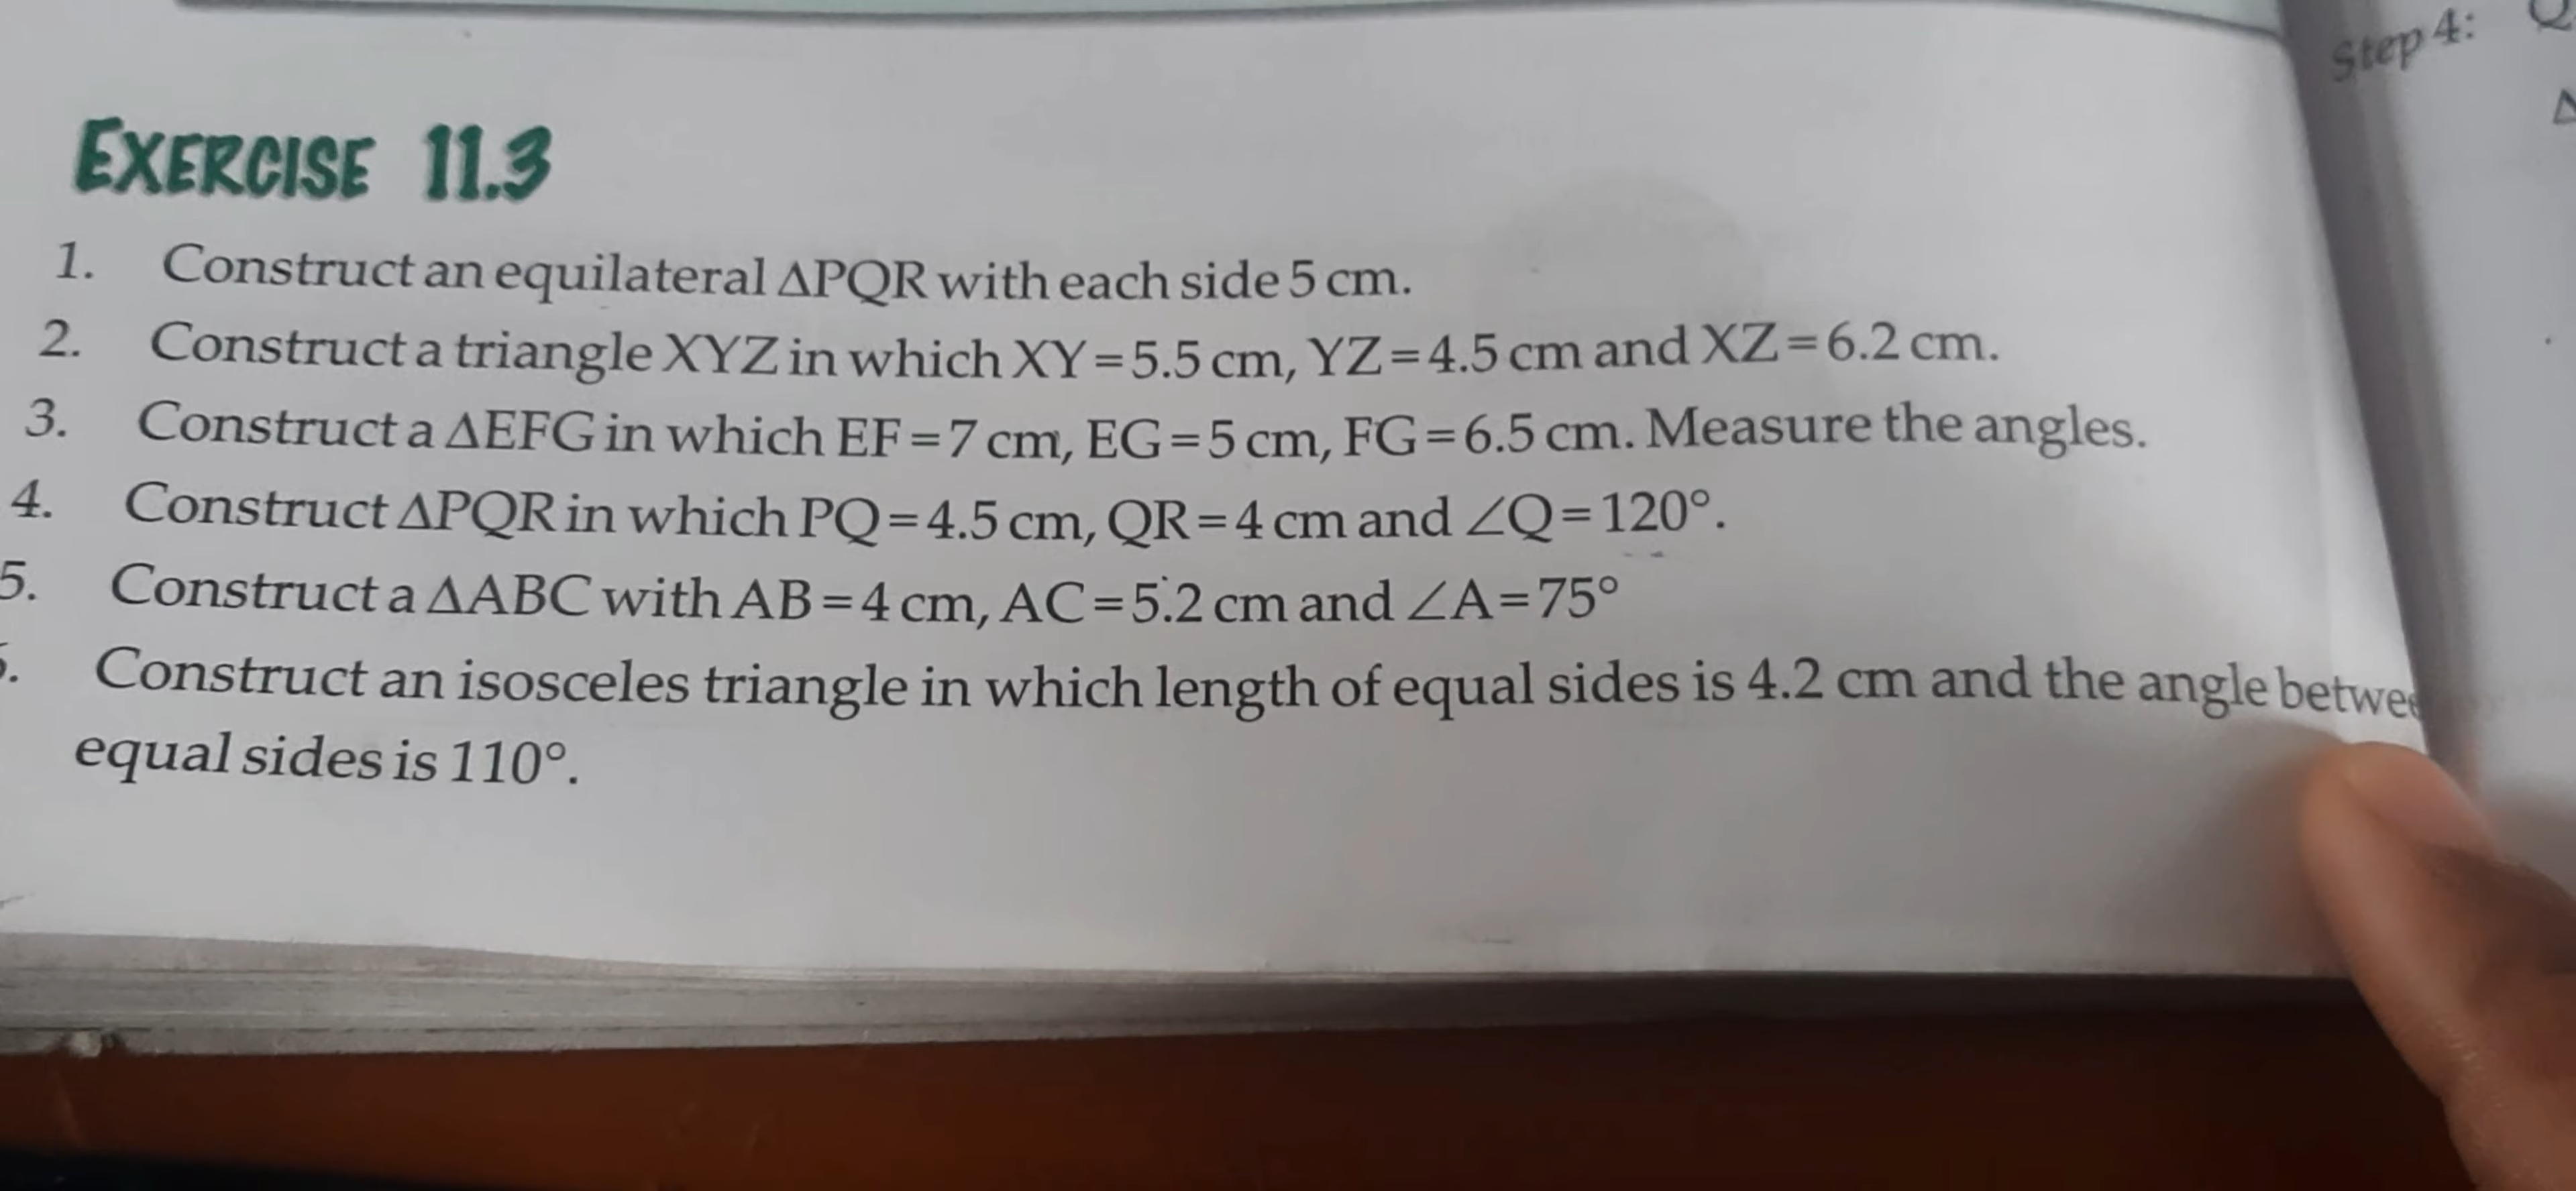 Step 4:
EXERCISE 11.3
1. Construct an equilateral ΔPQR with each side 5 cm.
2. Construct a triangle XYZ in which XY = 5.5 cm, YZ = 4.5 cm and XZ = 6.2 cm.
3. Construct a ΔEFG in which EF = 7 cm, EG = 5 cm, FG = 6.5 cm. Measure the angles.
4. Construct ΔPQR in which PQ = 4.5 cm, QR = 4 cm and ∠Q = 120°.
5. Construct a ΔABC with AB = 4 cm, AC = 5.2 cm and ∠A = 75°
Construct an isosceles triangle in which length of equal sides is 4.2 cm and the angle
equal sides is 110°.